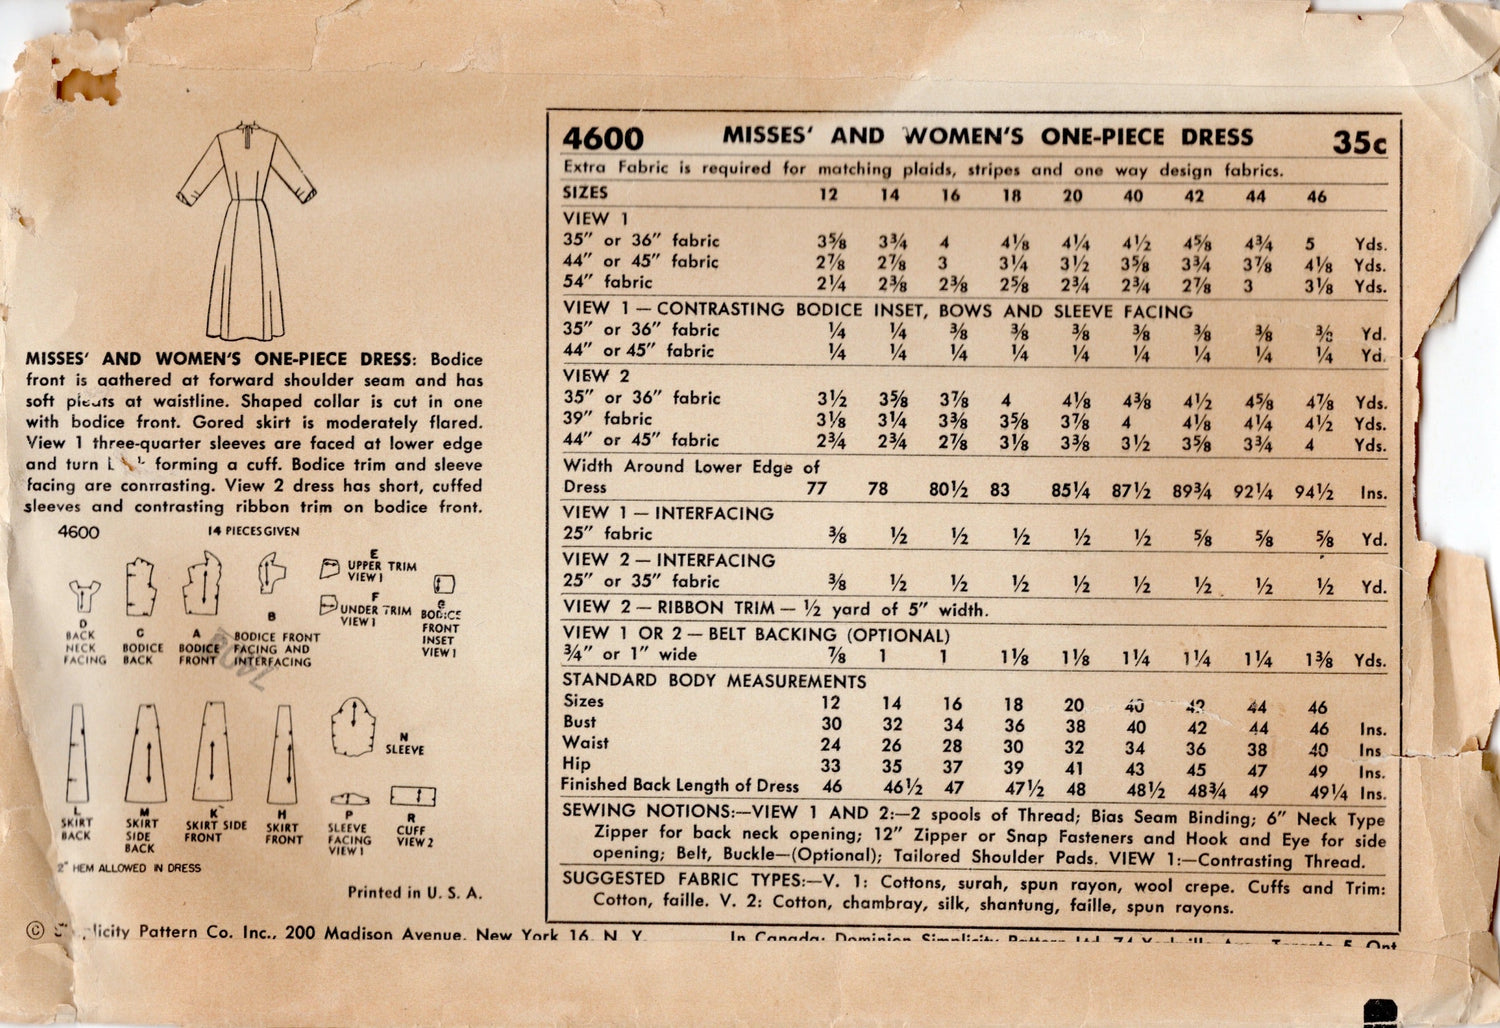 MISSES' AND WOMEN'S ONE-PIECE DRESS: Bodice
front is gathered at forward shoulder seam and has
soft pleats at waistline. Shaped collar is cut in one
with bodice front. Gored skirt is moderately flared.
View 1 three-quarter sleeves are faced at lower edge
and turn forming a cuff. Bodice trim and sleeve
facing are contrasting. View 2 dress has short, cuffed
sleeves and contrasting ribbon trim on bodice front.
4600 14 PIECES GIVEN
D
BACK
NECK
FACING
C
BODICE
BACK
A
BODICE
FRONT
B
BODICE FRONT
FACING AND
INTERFACING
E
UPPER TRIM
VIEW 1
F
UNDER TRIM
VIEW 1
BODICE
FRONT
INSET
VIEW 1
L
SKIRT
BACK
M
SKIRT
SIDE
BACK
K
SKIRT SIDE
FRONT
H
SKIRT
FRONT
N
SLEEVE
P
SLEEVE
FACING
VIEW 1
R
CUFF
VIEW 2
2" HEM ALLOWED IN DRESS
Printed in U. S. A.
4600 MISSES' AND WOMEN'S ONE-PIECE DRESS 35c
Extra Fabric is required for matching plaids, stripes and one way design fabrics.
SIZES 12 14 16 18 20 40 42 44 46
VIEW 1
35" or 36" fabric 3⅝ 3¾ 4 4⅛ 4¼ 4½ 4⅝ 4¾ 5 Yds.
44" or 45" fabric 2⅞ 2⅞ 3 3¼ 3½ 3⅝ 3¾ 3⅞ 4⅛ Yds.
54" fabric 2¼ 2⅜ 2⅜ 2⅝ 2¾ 2¾ 2⅞ 3 3⅛ Yds.
VIEW 1 — CONTRASTING BODICE INSET, BOWS AND SLEEVE FACING
35" or 36" fabric ¼ ¼ ⅜ ⅜ ⅜ ⅜ ⅜ ⅜ ⅜ Yd.
44" or 45" fabric ¼ ¼ ¼ ¼ ¼ ¼ ¼ ¼ ¼ Yd.
VIEW 2
35" or 36" fabric 3½ 3⅝ 3⅞ 4 4⅛ 4⅜ 4½ 4⅝ 4⅞ Yds.
39" fabric 3⅛ 3¼ 3⅜ 3⅝ 3⅞ 4 4⅛ 4¼ 4½ Yds.
44" or 45" fabric 2¾ 2¾ 2⅞ 3⅛ 3⅜ 3½ 3⅝ 3¾ 4 Yds.
Width Around Lower Edge of
Dress 77 78 80½ 83 85¼ 87½ 89¾ 92¼ 94½ Ins.
VIEW 1 — INTERFACING
25" fabric ⅜ ½ ½ ½ ½ ½ ⅝ ⅝ ⅝ Yd.
VIEW 2 — INTERFACING
25" or 35" fabric ⅜ ½ ½ ½ ½ ½ ½ ½ ½ Yd.
VIEW 2 — RIBBON TRIM — ½ yard of 5" width.
VIEW 1 OR 2 — BELT BACKING (OPTIONAL)
¾" or 1" wide ⅞ 1 1 1⅛ 1⅛ 1¼ 1¼ 1¼ 1⅜ Yds.
STANDARD BODY MEASUREMENTS
Sizes 12 14 16 18 20 40 42 44 46
Bust 30 32 34 36 38 40 42 44 46 Ins.
Waist 24 26 28 30 32 34 36 38 40 Ins
Hip 33 35 37 39 41 43 45 47 49 Ins.
Finished Back Length of Dress 46 46½ 47 47½ 48 48½ 48¾ 49 49¼ Ins.
SEWING NOTIONS:—VIEW 1 AND 2:—2 spools of Thread; Bias Seam Binding; 6" Neck Type
Zipper for back neck opening; 12" Zipper or Snap Fasteners and Hook and Eye for side
opening; Belt, Buckle—(Optional); Tailored Shoulder Pads. VIEW 1:—Contrasting Thread.
SUGGESTED FABRIC TYPES:—V. 1: Cottons, surah, spun rayon, wool crepe. Cuffs and Trim:
Cotton, faille. V. 2: Cotton, chambray, silk, shantung, faille, spun rayons.
© Simplicity Pattern Co. Inc., 200 Madison Avenue, New York 16, N. Y. In Canada: Dominion Simplicity Pattern Ltd.